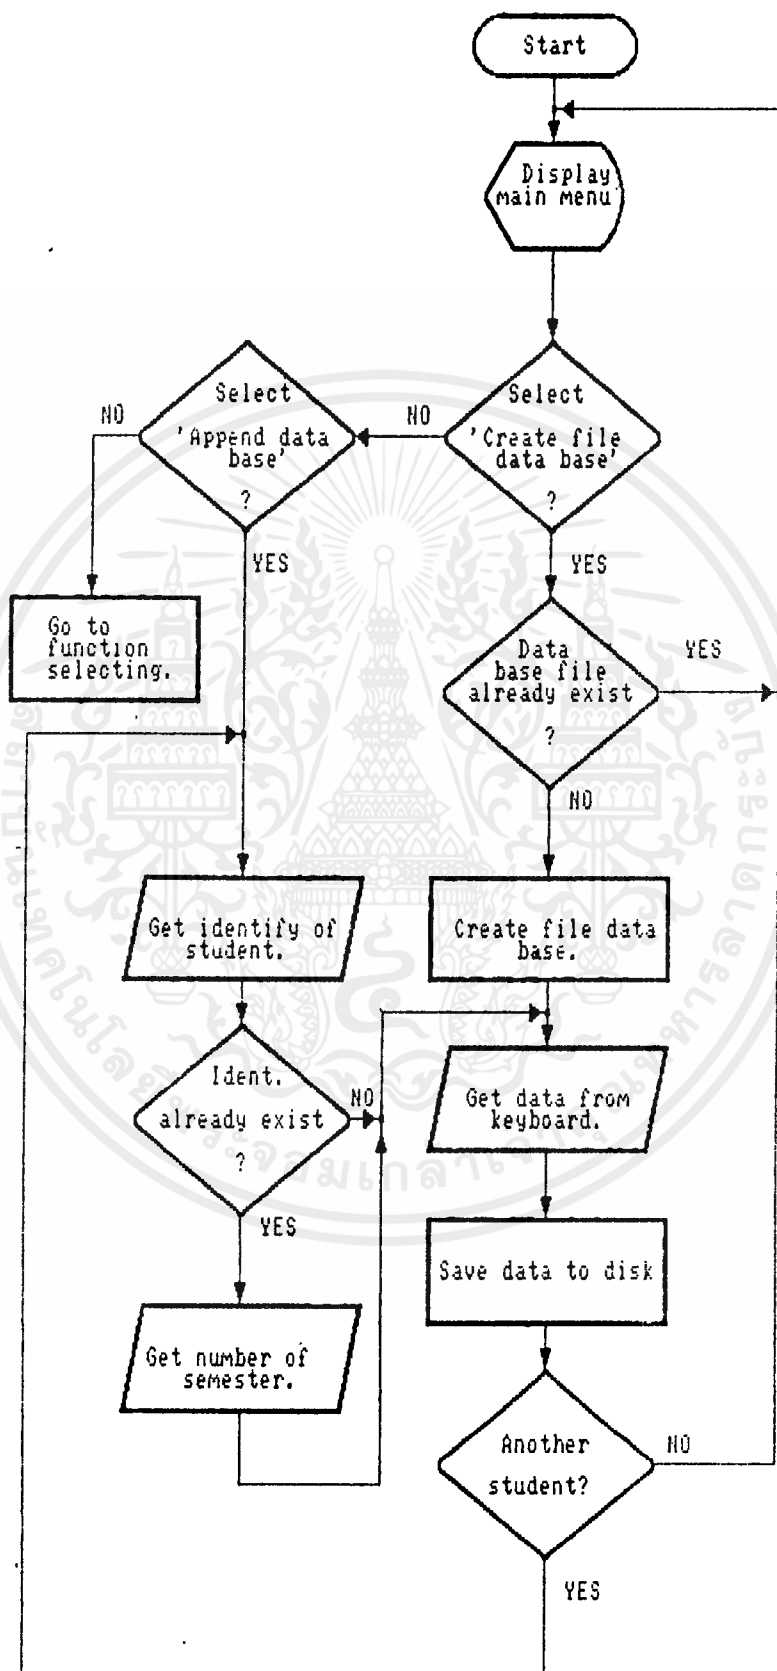 Start
Display
main menu
Select
'Create file
data base'
?
NO
YES
Select
'Append data
base'
?
NO
YES
Go to
function
selecting.
Data
base file
already exist
?
YES
NO
Get identify of
student.
Create file data
base.
Ident.
already exist
?
NO
YES
Get data from
keyboard.
Save data to disk
Get number of
semester.
Another
student?
NO
YES